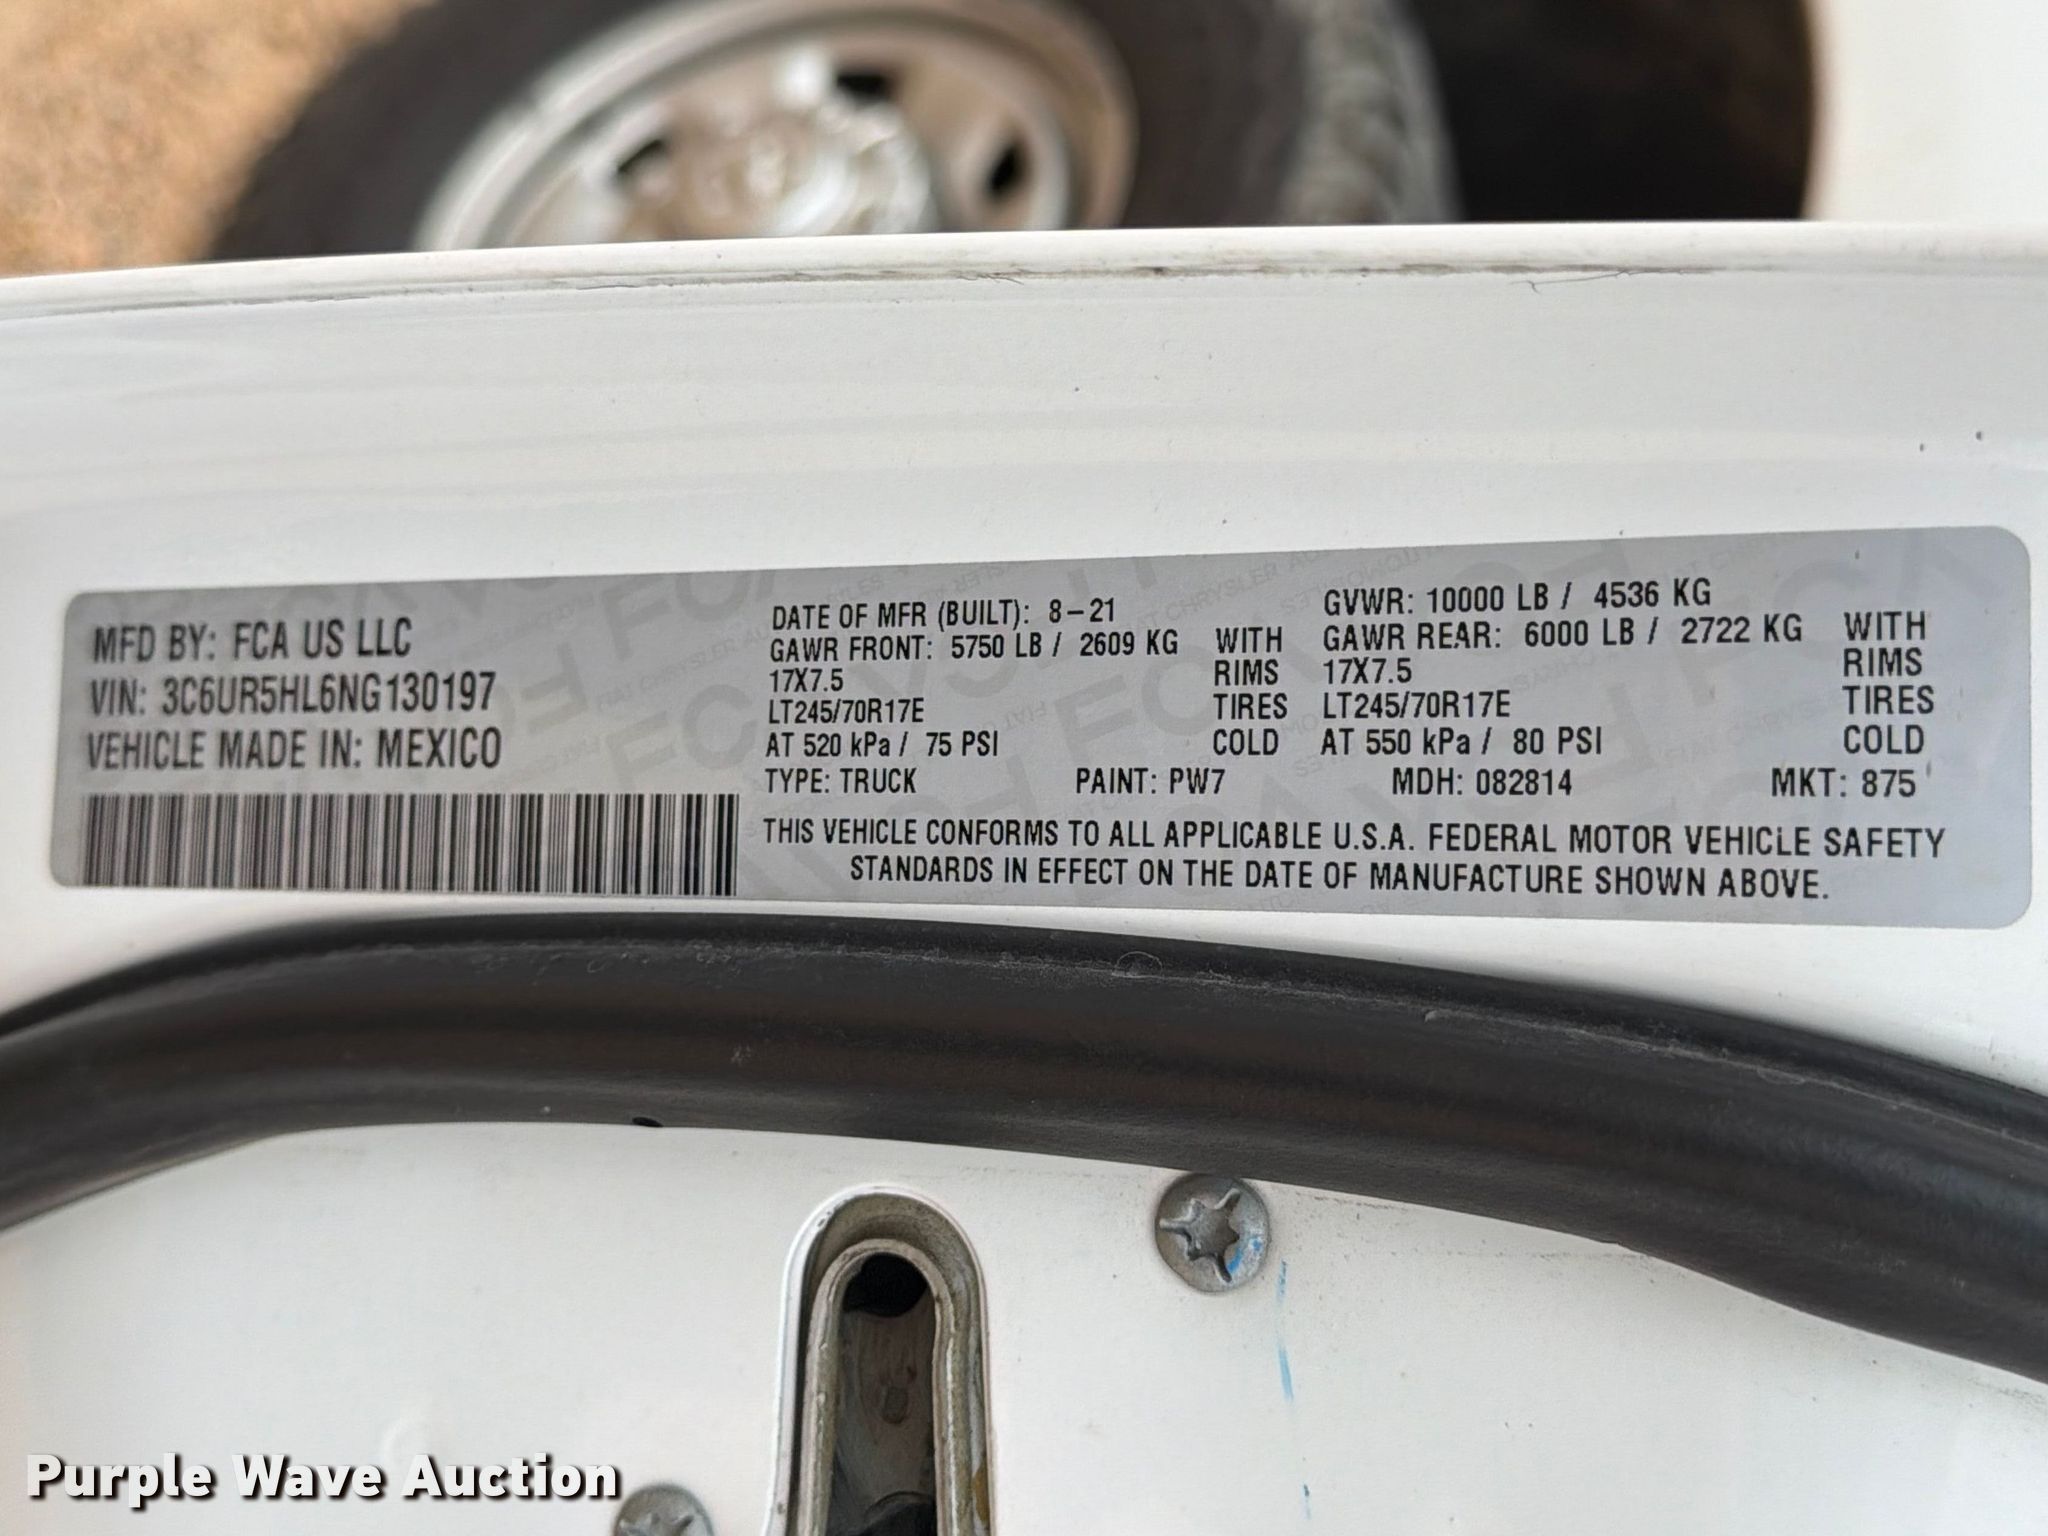 MFD BY: FCA US LLC
VIN: 3C6UR5HL6NG130197
VEHICLE MADE IN: MEXICO
DATE OF MFR (BUILT): 8-21
GAWR FRONT: 5750 LB / 2609 KG WITH
17X7.5 RIMS
LT245/70R17E TIRES
AT 520 kPa / 75 PSI COLD
GVWR: 10000 LB / 4536 KG
GAWR REAR: 6000 LB / 2722 KG WITH
17X7.5 RIMS
LT245/70R17E TIRES
AT 550 kPa / 80 PSI COLD
TYPE: TRUCK PAINT: PW7 MDH: 082814 MKT: 875
THIS VEHICLE CONFORMS TO ALL APPLICABLE U.S.A. FEDERAL MOTOR VEHICLE SAFETY
STANDARDS IN EFFECT ON THE DATE OF MANUFACTURE SHOWN ABOVE.
Purple Wave Auction